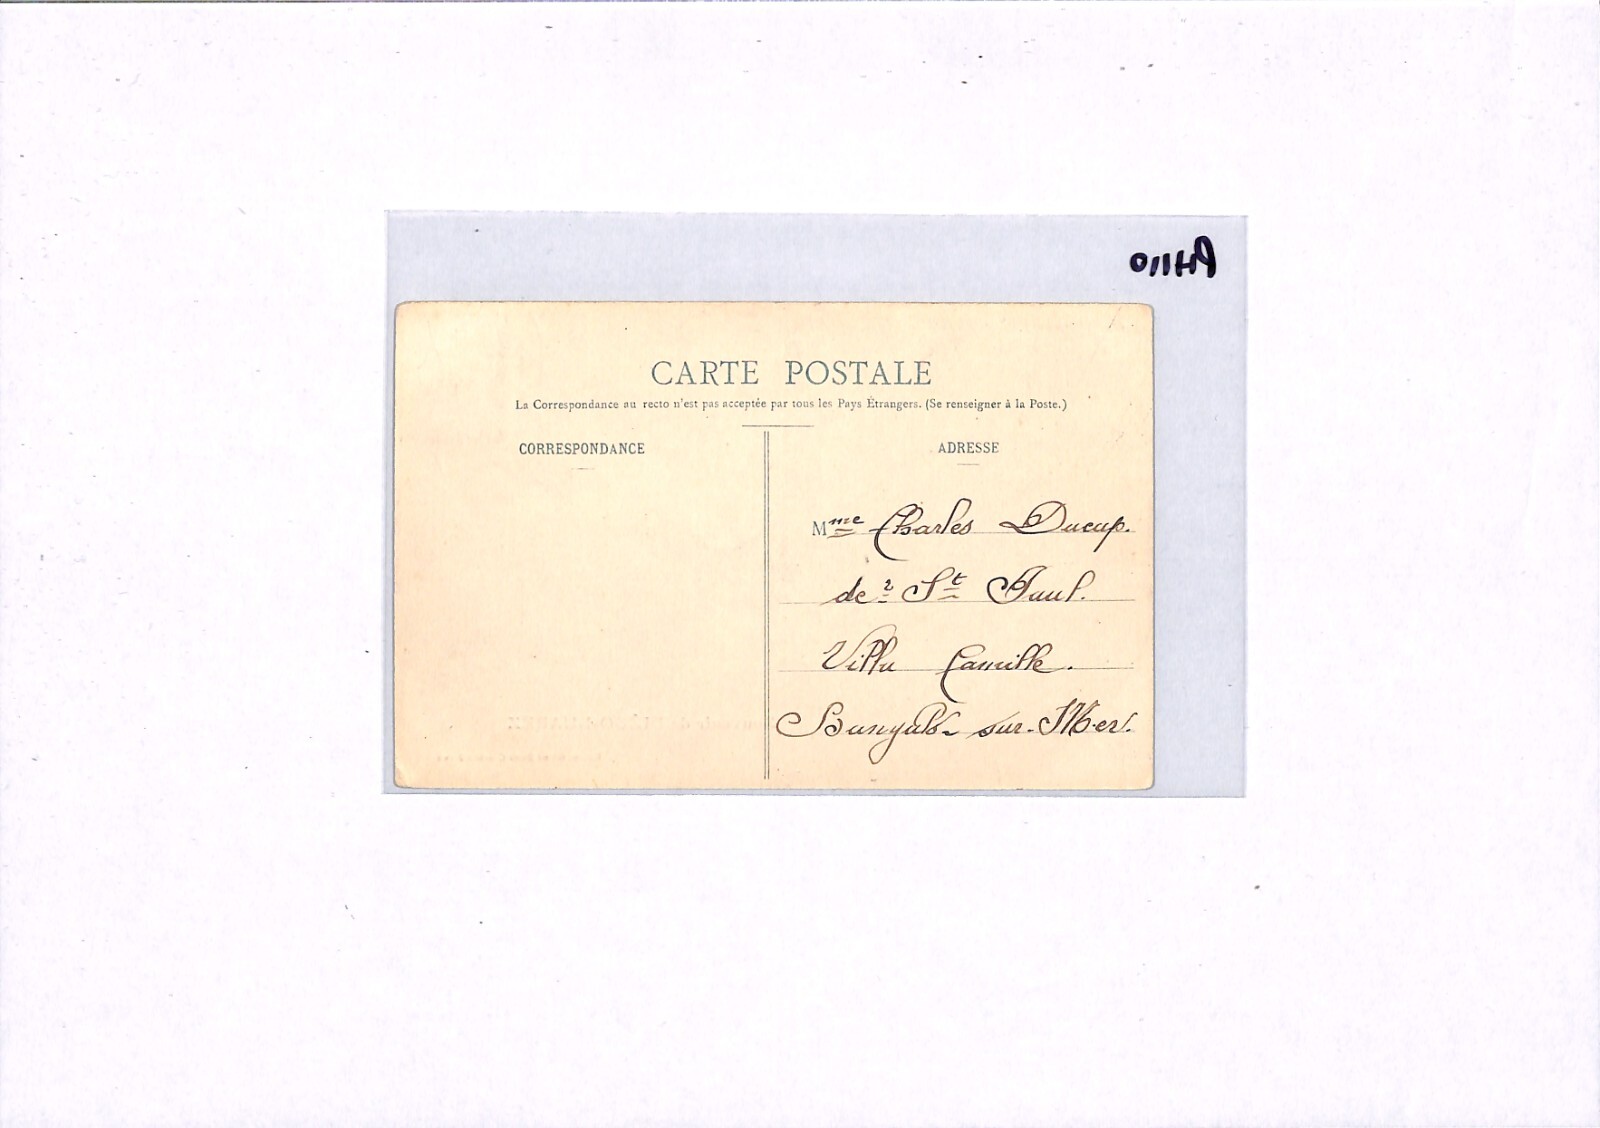 PH110
CARTE POSTALE
La Correspondance au recto n'est pas acceptée par tous les Pays Étrangers. (Se renseigner à la Poste.)
CORRESPONDANCE
ADRESSE
Mme Charles Ducup.
de St Paul.
Villa Camille.
Banyuls-sur-Mer.